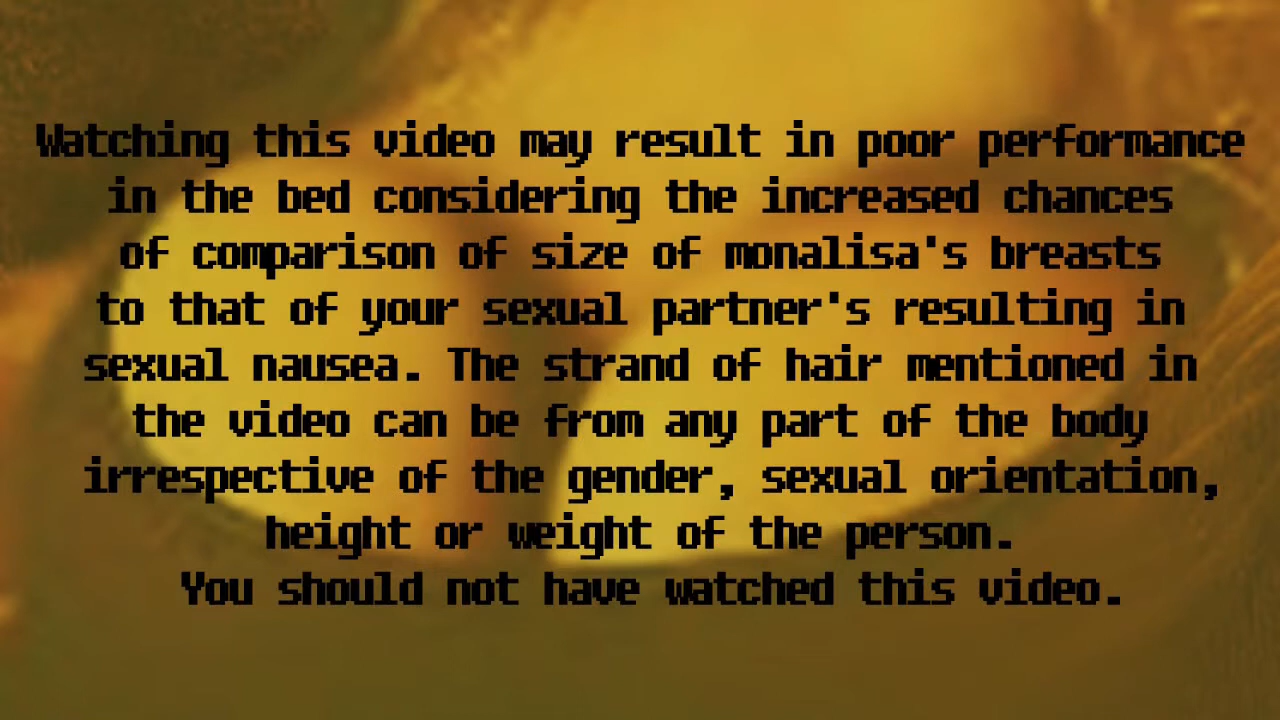 Watching this video may result in poor performance
in the bed considering the increased chances
of comparison of size of monalisa's breasts
to that of your sexual partner's resulting in
sexual nausea. The strand of hair mentioned in
the video can be from any part of the body
irrespective of the gender, sexual orientation,
height or weight of the person.
You should not have watched this video.